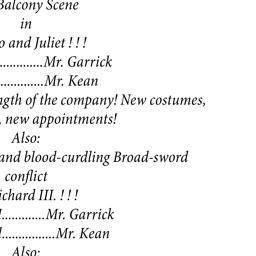 Balcony Scene
in
o and Juliet ! ! !
.............Mr. Garrick
..............Mr. Kean
ngth of the company! New costumes,
, new appointments!
Also:
and blood-curdling Broad-sword
conflict
ichard III. ! ! !
I.............Mr. Garrick
l................Mr. Kean
Also: